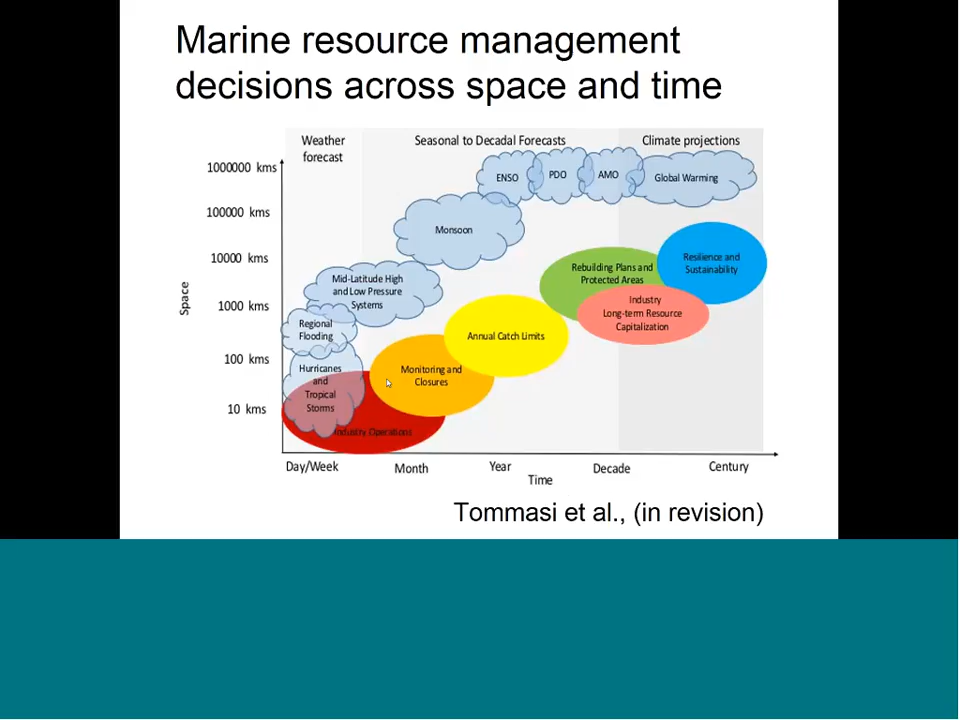 Marine resource management
decisions across space and time
Weather
forecast
Seasonal to Decadal Forecasts
Climate projections
1000000 kms
100000 kms
10000 kms
1000 kms
100 kms
10 kms
Space
ENSO
PDO
AMO
Global Warming
Monsoon
Mid-Latitude High
and Low Pressure
Systems
Regional
Flooding
Hurricanes
and
Tropical
Storms
Industry Operations
Monitoring and
Closures
Annual Catch Limits
Rebuilding Plans and
Protected Areas
Industry
Long-term Resource
Capitalization
Resilience and
Sustainability
Day/Week
Month
Year
Decade
Century
Time
Tommasi et al., (in revision)